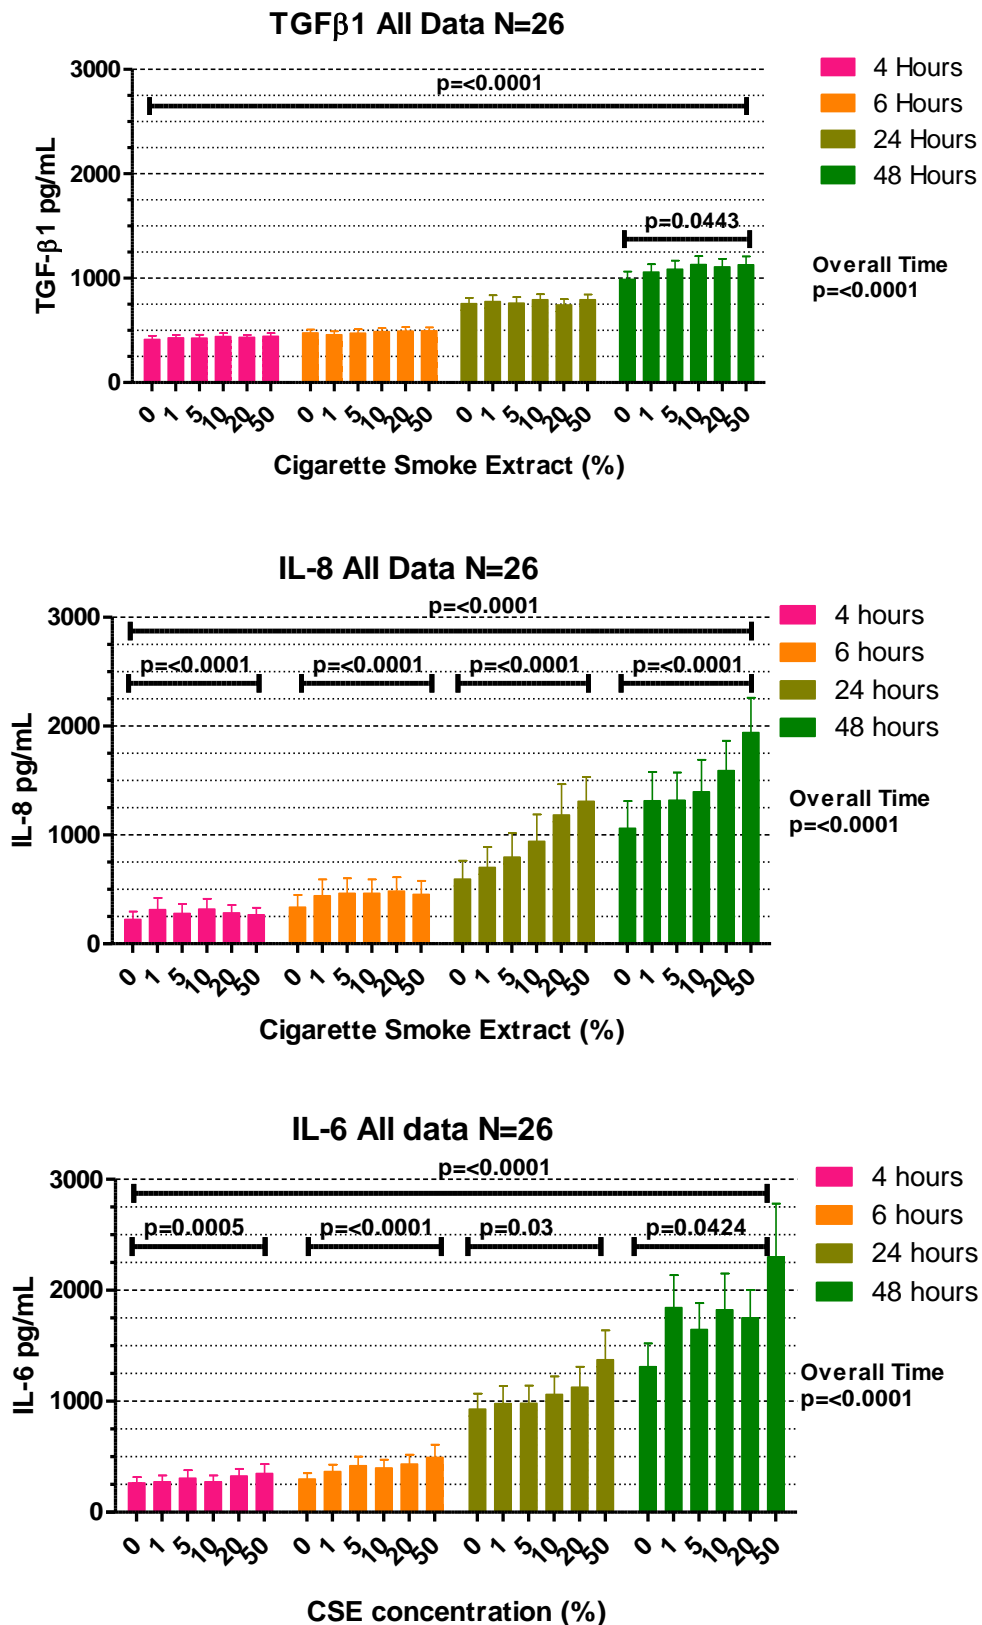 TGFβ1 All Data N=26
3000
2000
1000
0
TGF-β1 pg/mL
p=<0.0001
p=0.0443
4 Hours
6 Hours
24 Hours
48 Hours
Overall Time
p=<0.0001
0 1 5 10 20 50 0 1 5 10 20 50 0 1 5 10 20 50 0 1 5 10 20 50
Cigarette Smoke Extract (%)
IL-8 All Data N=26
3000
2000
1000
0
IL-8 pg/mL
p=<0.0001
p=<0.0001 p=<0.0001 p=<0.0001 p=<0.0001
4 hours
6 hours
24 hours
48 hours
Overall Time
p=<0.0001
0 1 5 10 20 50 0 1 5 10 20 50 0 1 5 10 20 50 0 1 5 10 20 50
Cigarette Smoke Extract (%)
IL-6 All data N=26
3000
2000
1000
0
IL-6 pg/mL
p=<0.0001
p=0.0005 p=<0.0001 p=0.03 p=0.0424
4 hours
6 hours
24 hours
48 hours
Overall Time
p=<0.0001
0 1 5 10 20 50 0 1 5 10 20 50 0 1 5 10 20 50 0 1 5 10 20 50
CSE concentration (%)